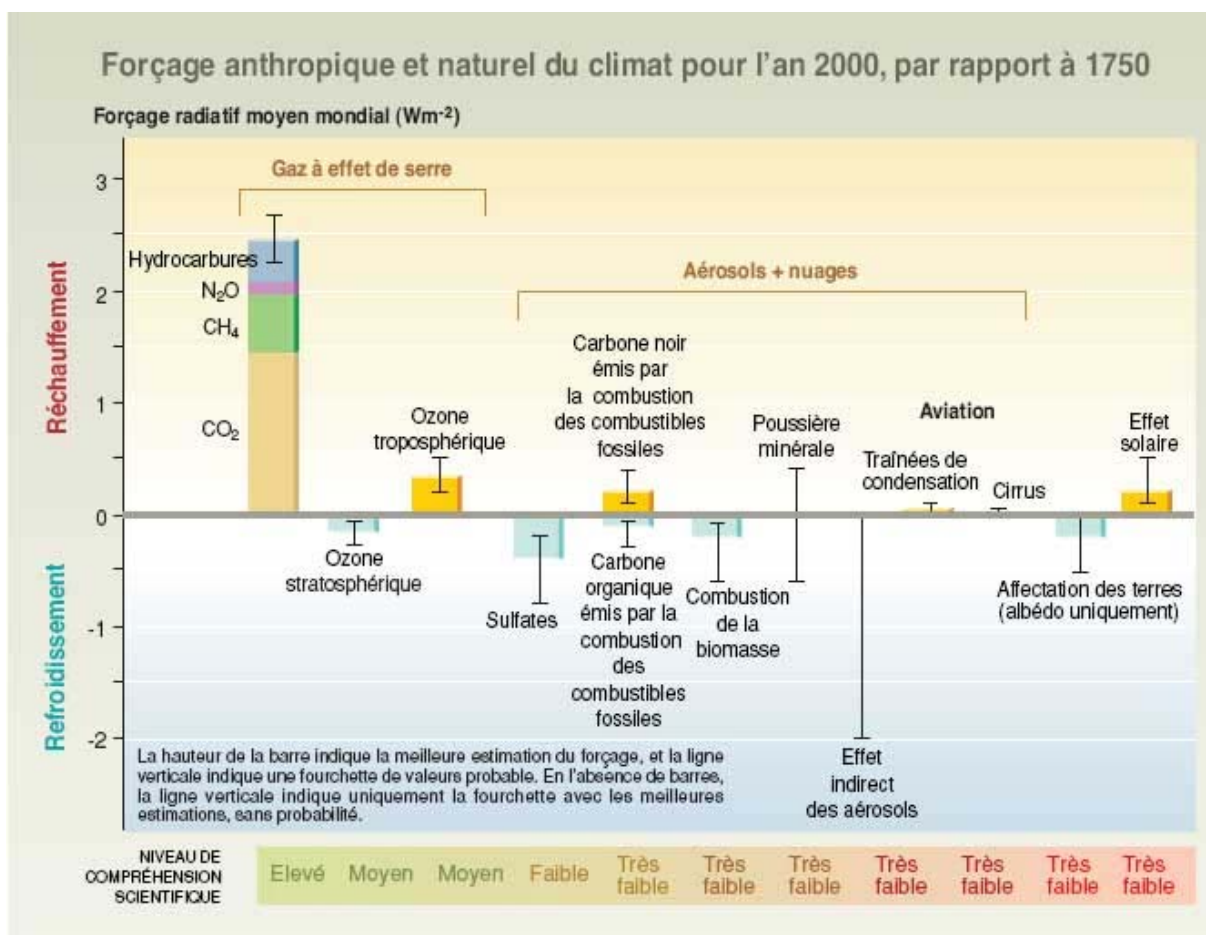 Forçage anthropique et naturel du climat pour l'an 2000, par rapport à 1750
Forçage radiatif moyen mondial (Wm-2)
Réchauffement
Refroidissement
3
2
1
0
-1
-2
Gaz à effet de serre
Hydrocarbures
N2O
CH4
CO2
Ozone
stratosphérique
Ozone
troposphérique
Aérosols + nuages
Sulfates
Carbone noir
émis par
la combustion
des combustibles
fossiles
Carbone
organique
émis par la
combustion
des
combustibles
fossiles
Combustion
de la
biomasse
Poussière
minérale
Effet
indirect
des aérosols
Aviation
Traînées de
condensation
Cirrus
Affectation des terres
(albédo uniquement)
Effet
solaire
La hauteur de la barre indique la meilleure estimation du forçage, et la ligne
verticale indique une fourchette de valeurs probable. En l'absence de barres,
la ligne verticale indique uniquement la fourchette avec les meilleures
estimations, sans probabilité.
NIVEAU DE
COMPRÉHENSION
SCIENTIFIQUE
Elevé
Moyen
Moyen
Faible
Très
faible
Très
faible
Très
faible
Très
faible
Très
faible
Très
faible
Très
faible